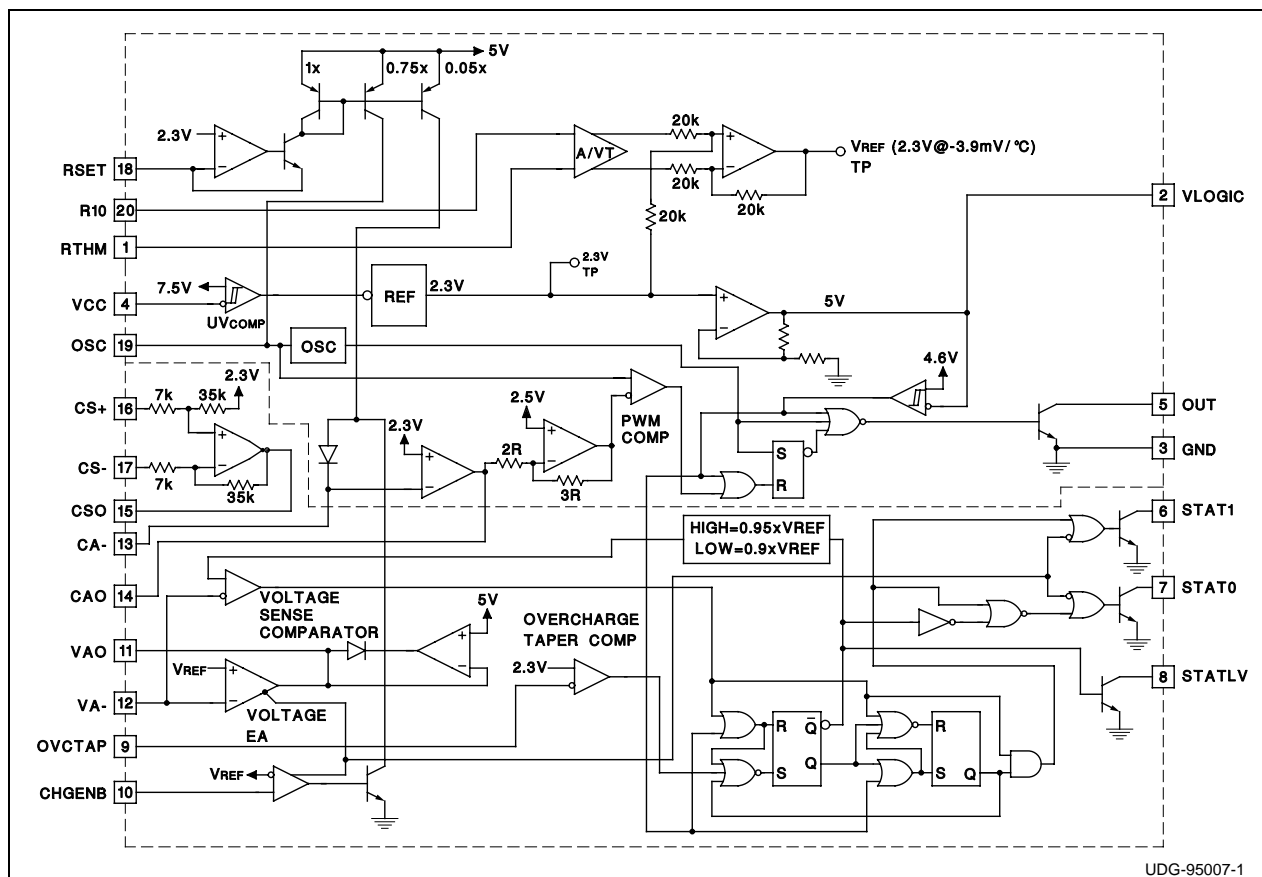 5V
1x
0.75x
0.05x
2.3V
+
−
RSET
18
20k
A/VT
+
−
VREF (2.3V@-3.9mV/°C)
TP
20k
20k
20k
R10
20
2
VLOGIC
RTHM
1
7.5V
VCC
4
UVCOMP
REF
2.3V
2.3V
TP
+
−
5V
OSC
19
OSC
4.6V
2.3V
7k
35k
CS+
16
+
−
CS-
17
7k
35k
CSO
15
CA-
13
2.3V
+
−
2R
2.5V
+
−
3R
PWM
COMP
S
R
5
OUT
3
GND
HIGH=0.95xVREF
LOW=0.9xVREF
6
STAT1
CAO
14
VOLTAGE
SENSE
COMPARATOR
5V
+
−
OVERCHARGE
TAPER COMP
2.3V
7
STAT0
VAO
11
VREF
+
−
VA-
12
VOLTAGE
EA
8
STATLV
OVCTAP
9
R
Q
S
Q
R
S
Q
VREF
CHGENB
10
UDG-95007-1